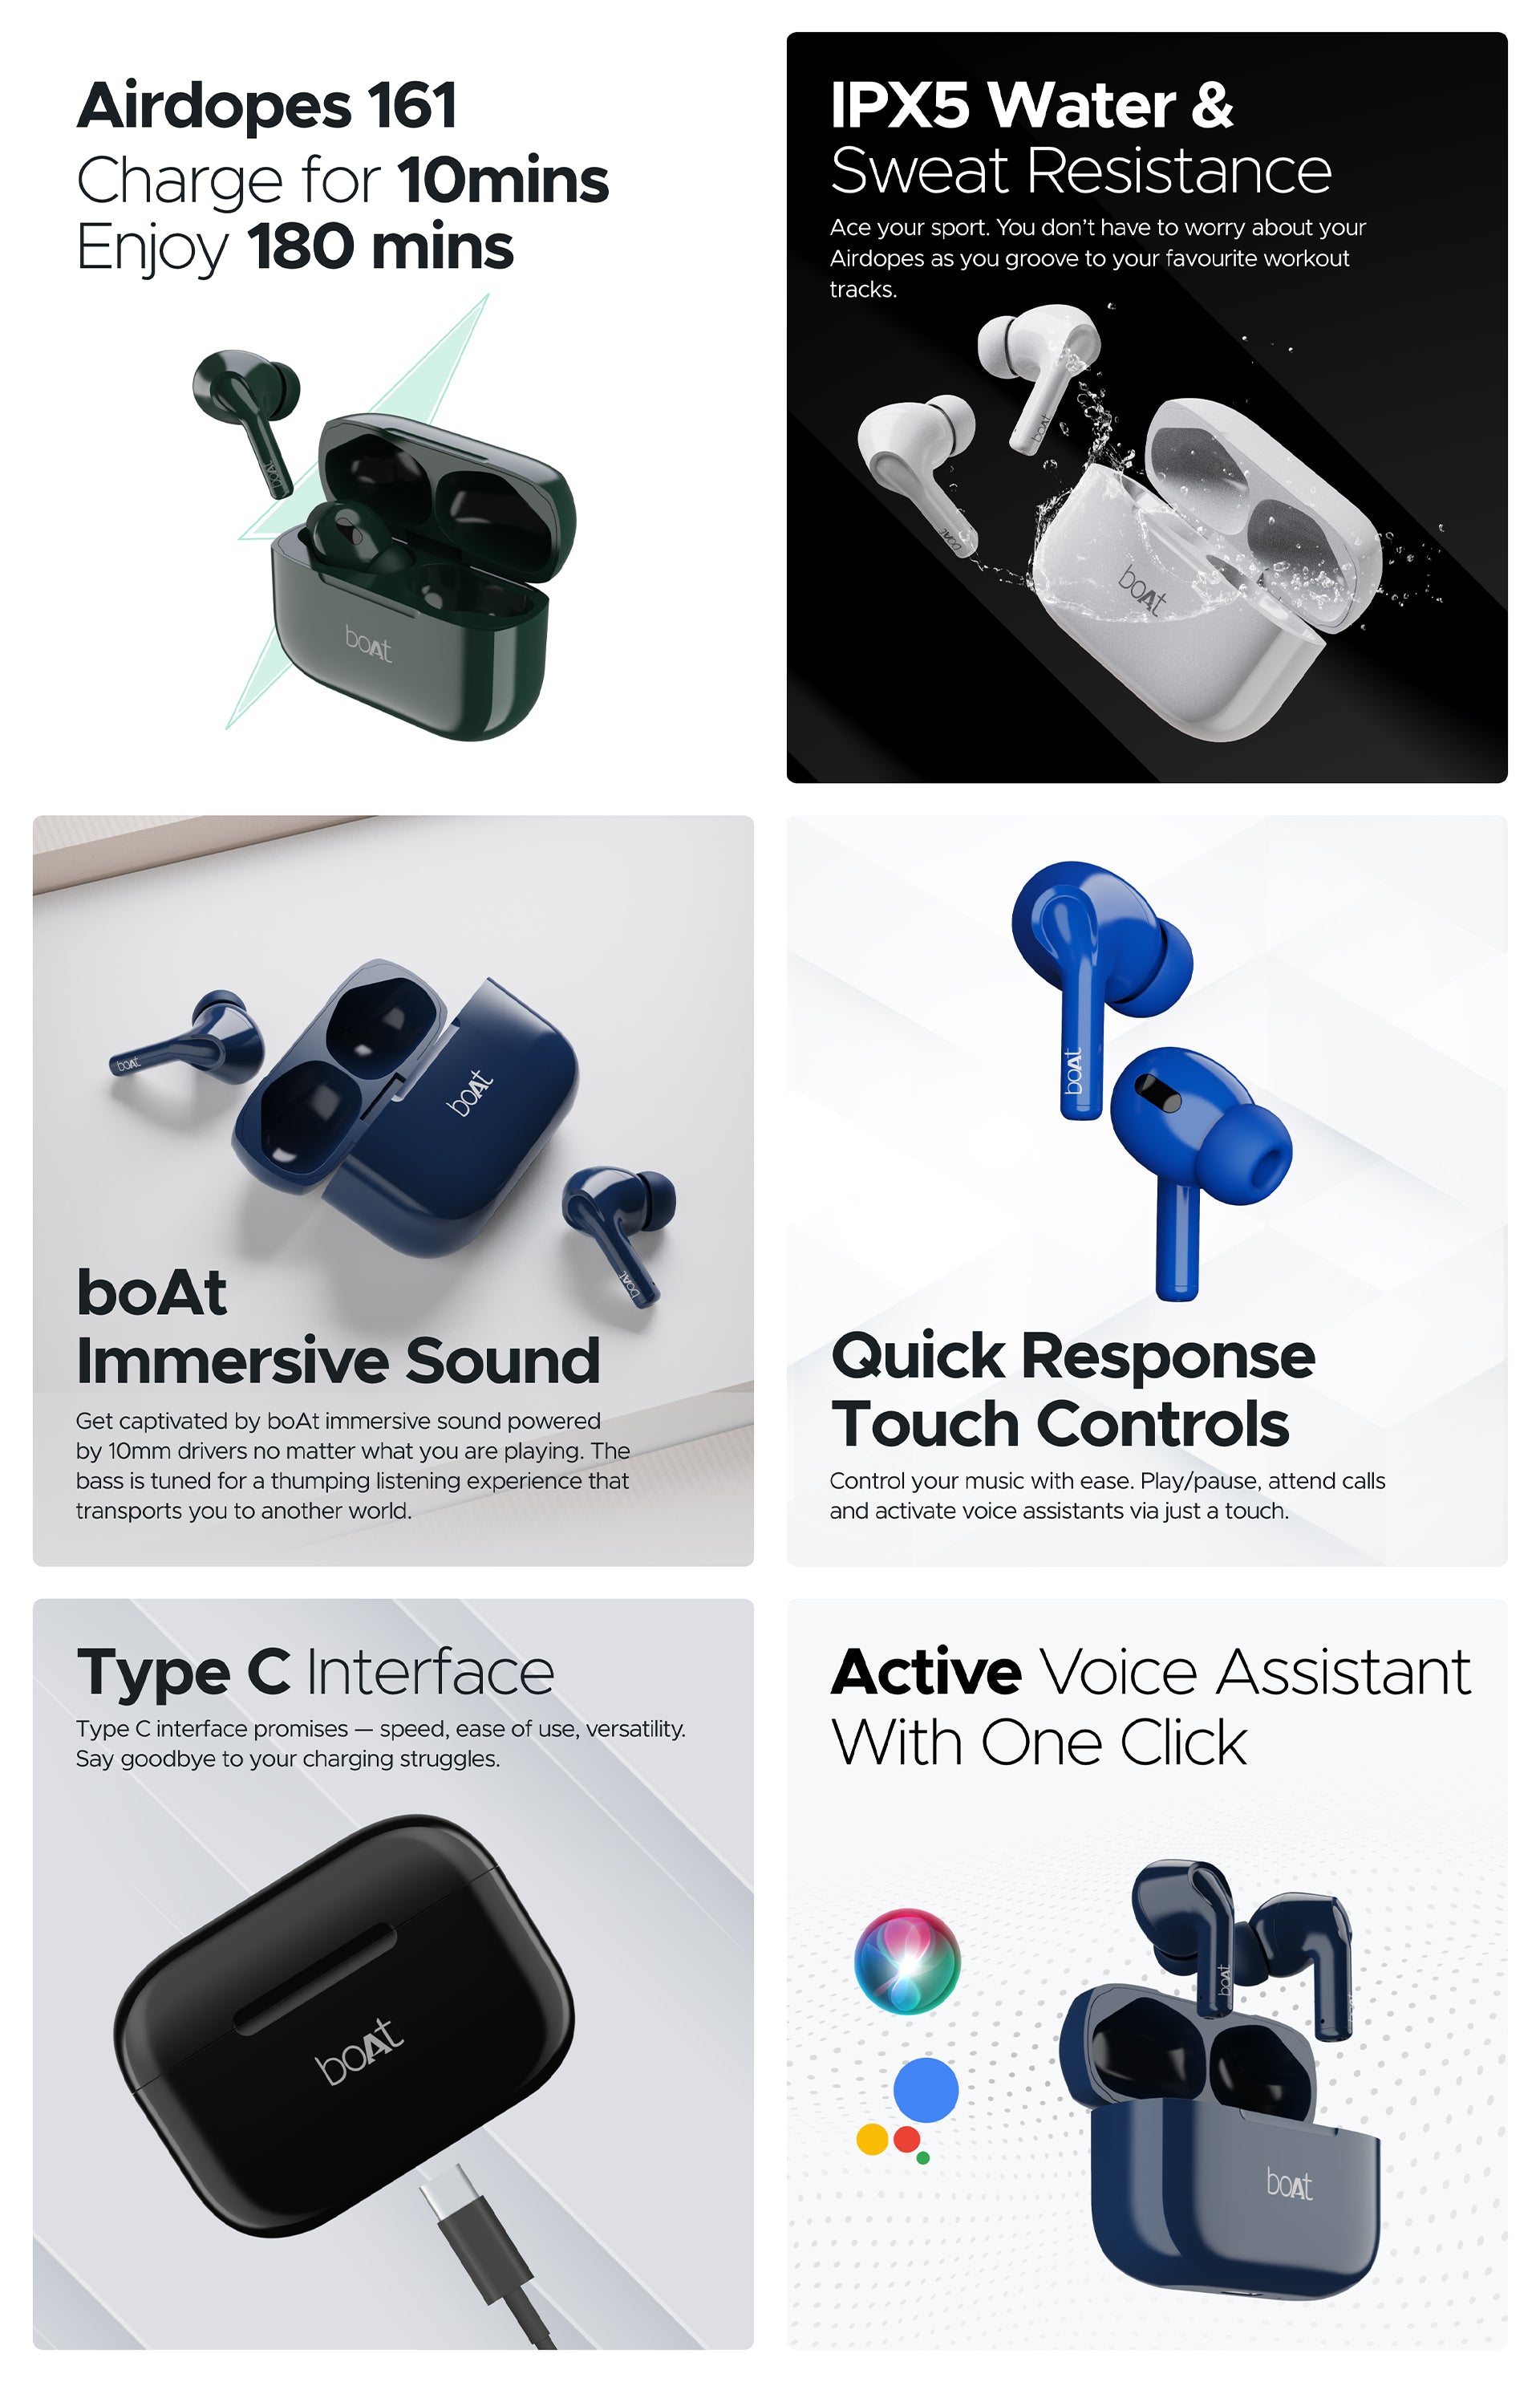 Airdopes 161
Charge for 10mins
Enjoy 180 mins
boAt
boAt
IPX5 Water &
Sweat Resistance
Ace your sport. You don't have to worry about your
Airdopes as you groove to your favourite workout
tracks.
boAt
boAt
boAt
boAt
boAt
boAt
boAt
Immersive Sound
Get captivated by boAt immersive sound powered
by 10mm drivers no matter what you are playing. The
bass is tuned for a thumping listening experience that
transports you to another world.
boAt
Quick Response
Touch Controls
Control your music with ease. Play/pause, attend calls
and activate voice assistants via just a touch.
Type C Interface
Type C interface promises — speed, ease of use, versatility.
Say goodbye to your charging struggles.
boAt
Active Voice Assistant
With One Click
boAt
boAt